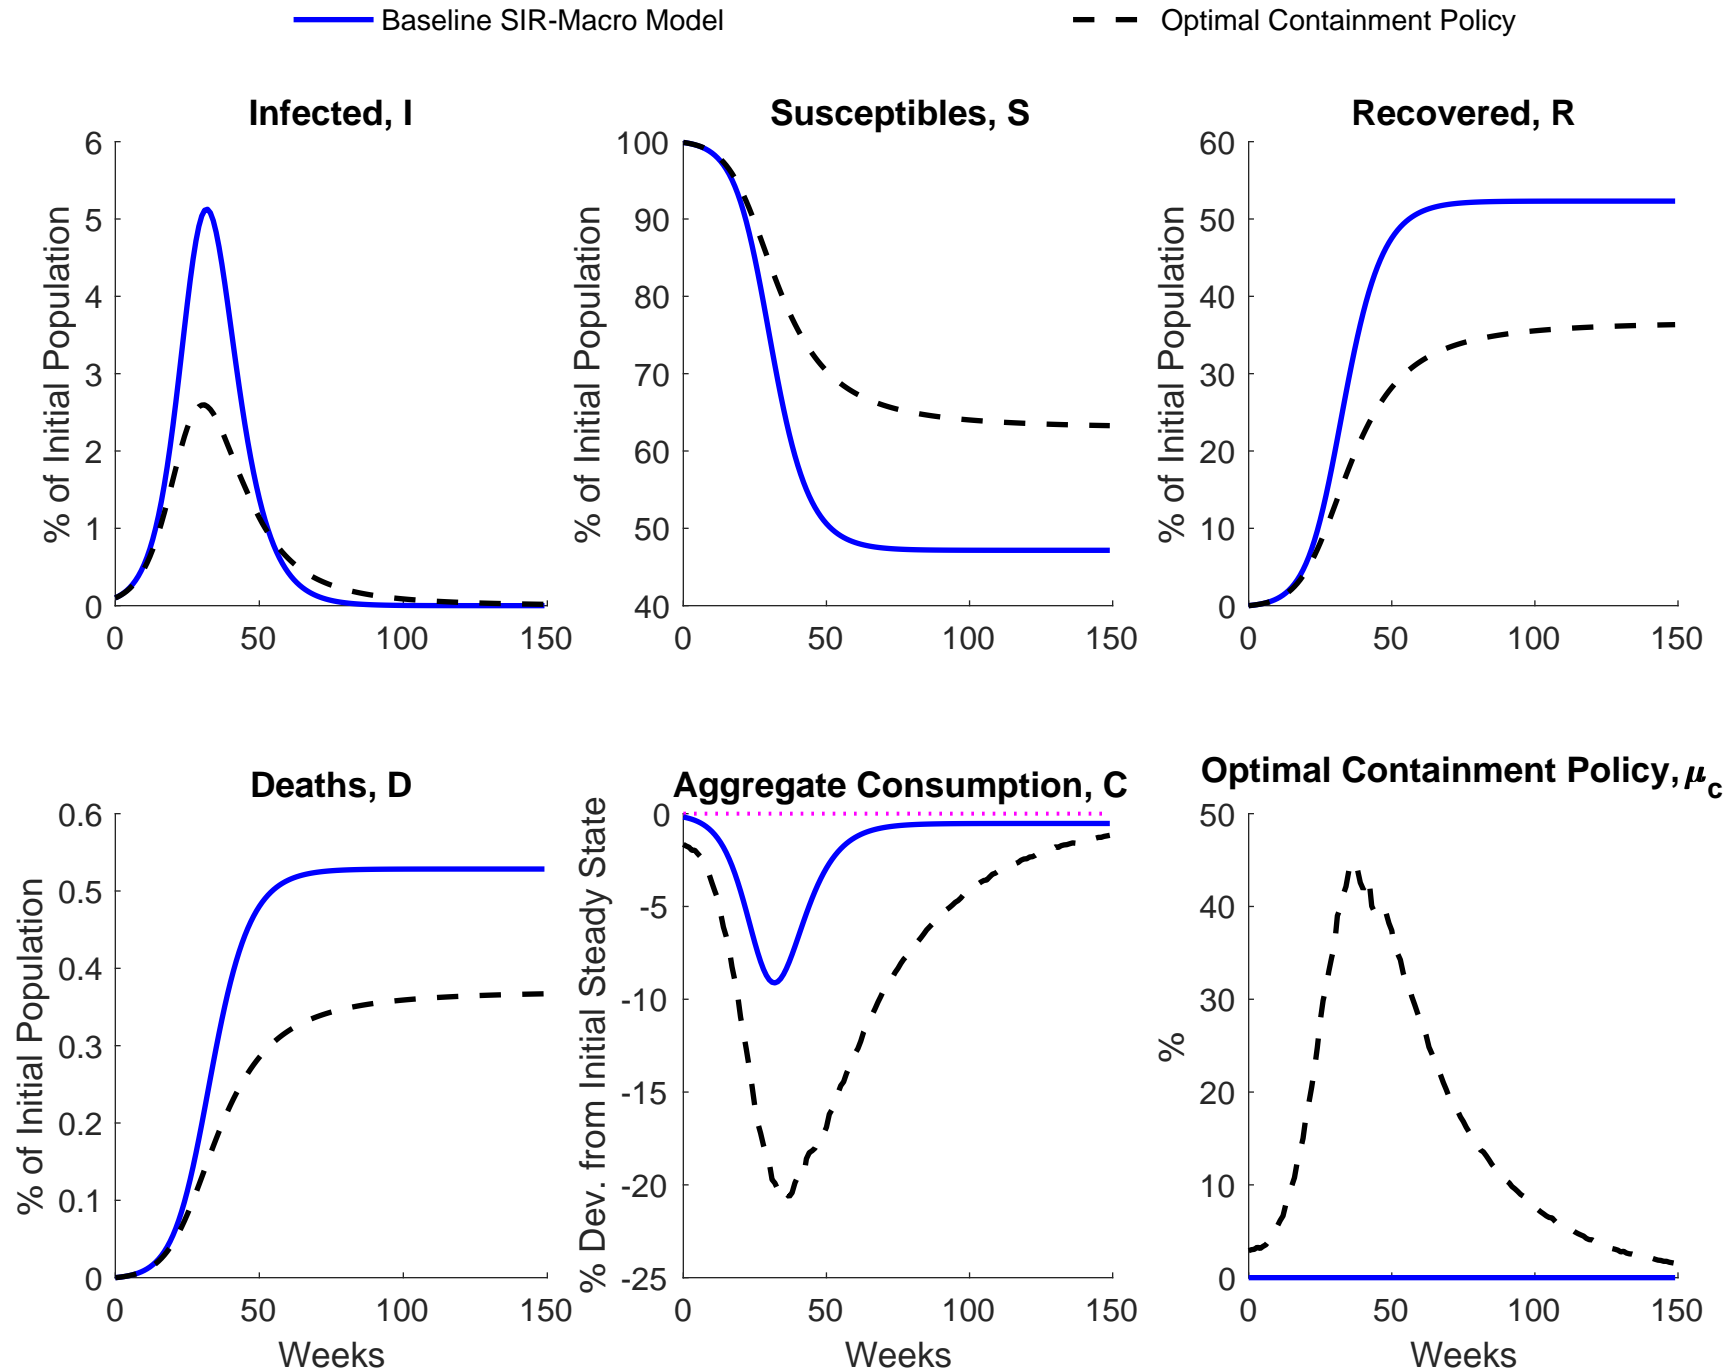 Baseline SIR-Macro Model
Optimal Containment Policy
Infected, I
% of Initial Population
6
5
4
3
2
1
0
0 50 100 150
Susceptibles, S
% of Initial Population
100
90
80
70
60
50
40
0 50 100 150
Recovered, R
% of Initial Population
60
50
40
30
20
10
0
0 50 100 150
Deaths, D
% of Initial Population
0.6
0.5
0.4
0.3
0.2
0.1
0
0 50 100 150
Weeks
Aggregate Consumption, C
% Dev. from Initial Steady State
0
-5
-10
-15
-20
-25
0 50 100 150
Weeks
Optimal Containment Policy, μc
%
50
40
30
20
10
0
0 50 100 150
Weeks